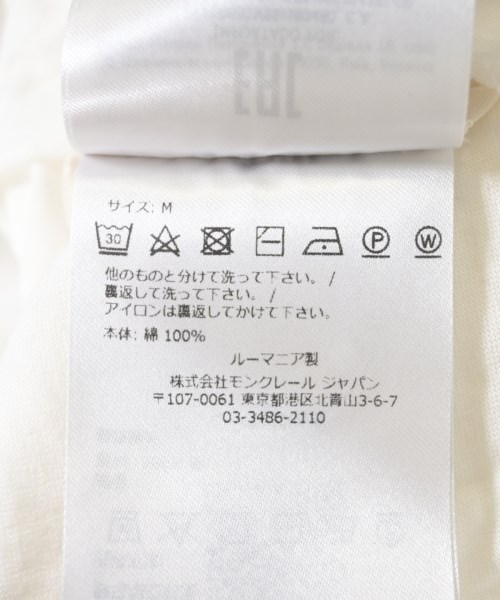 サイズ: M
30
P W
他のものと分けて洗って下さい。 /
裏返して洗って下さい。 /
アイロンは裏返してかけて下さい。
本体: 綿 100%
ルーマニア製
株式会社モンクレール ジャパン
〒107-0061 東京都港区北青山3-6-7
03-3486-2110